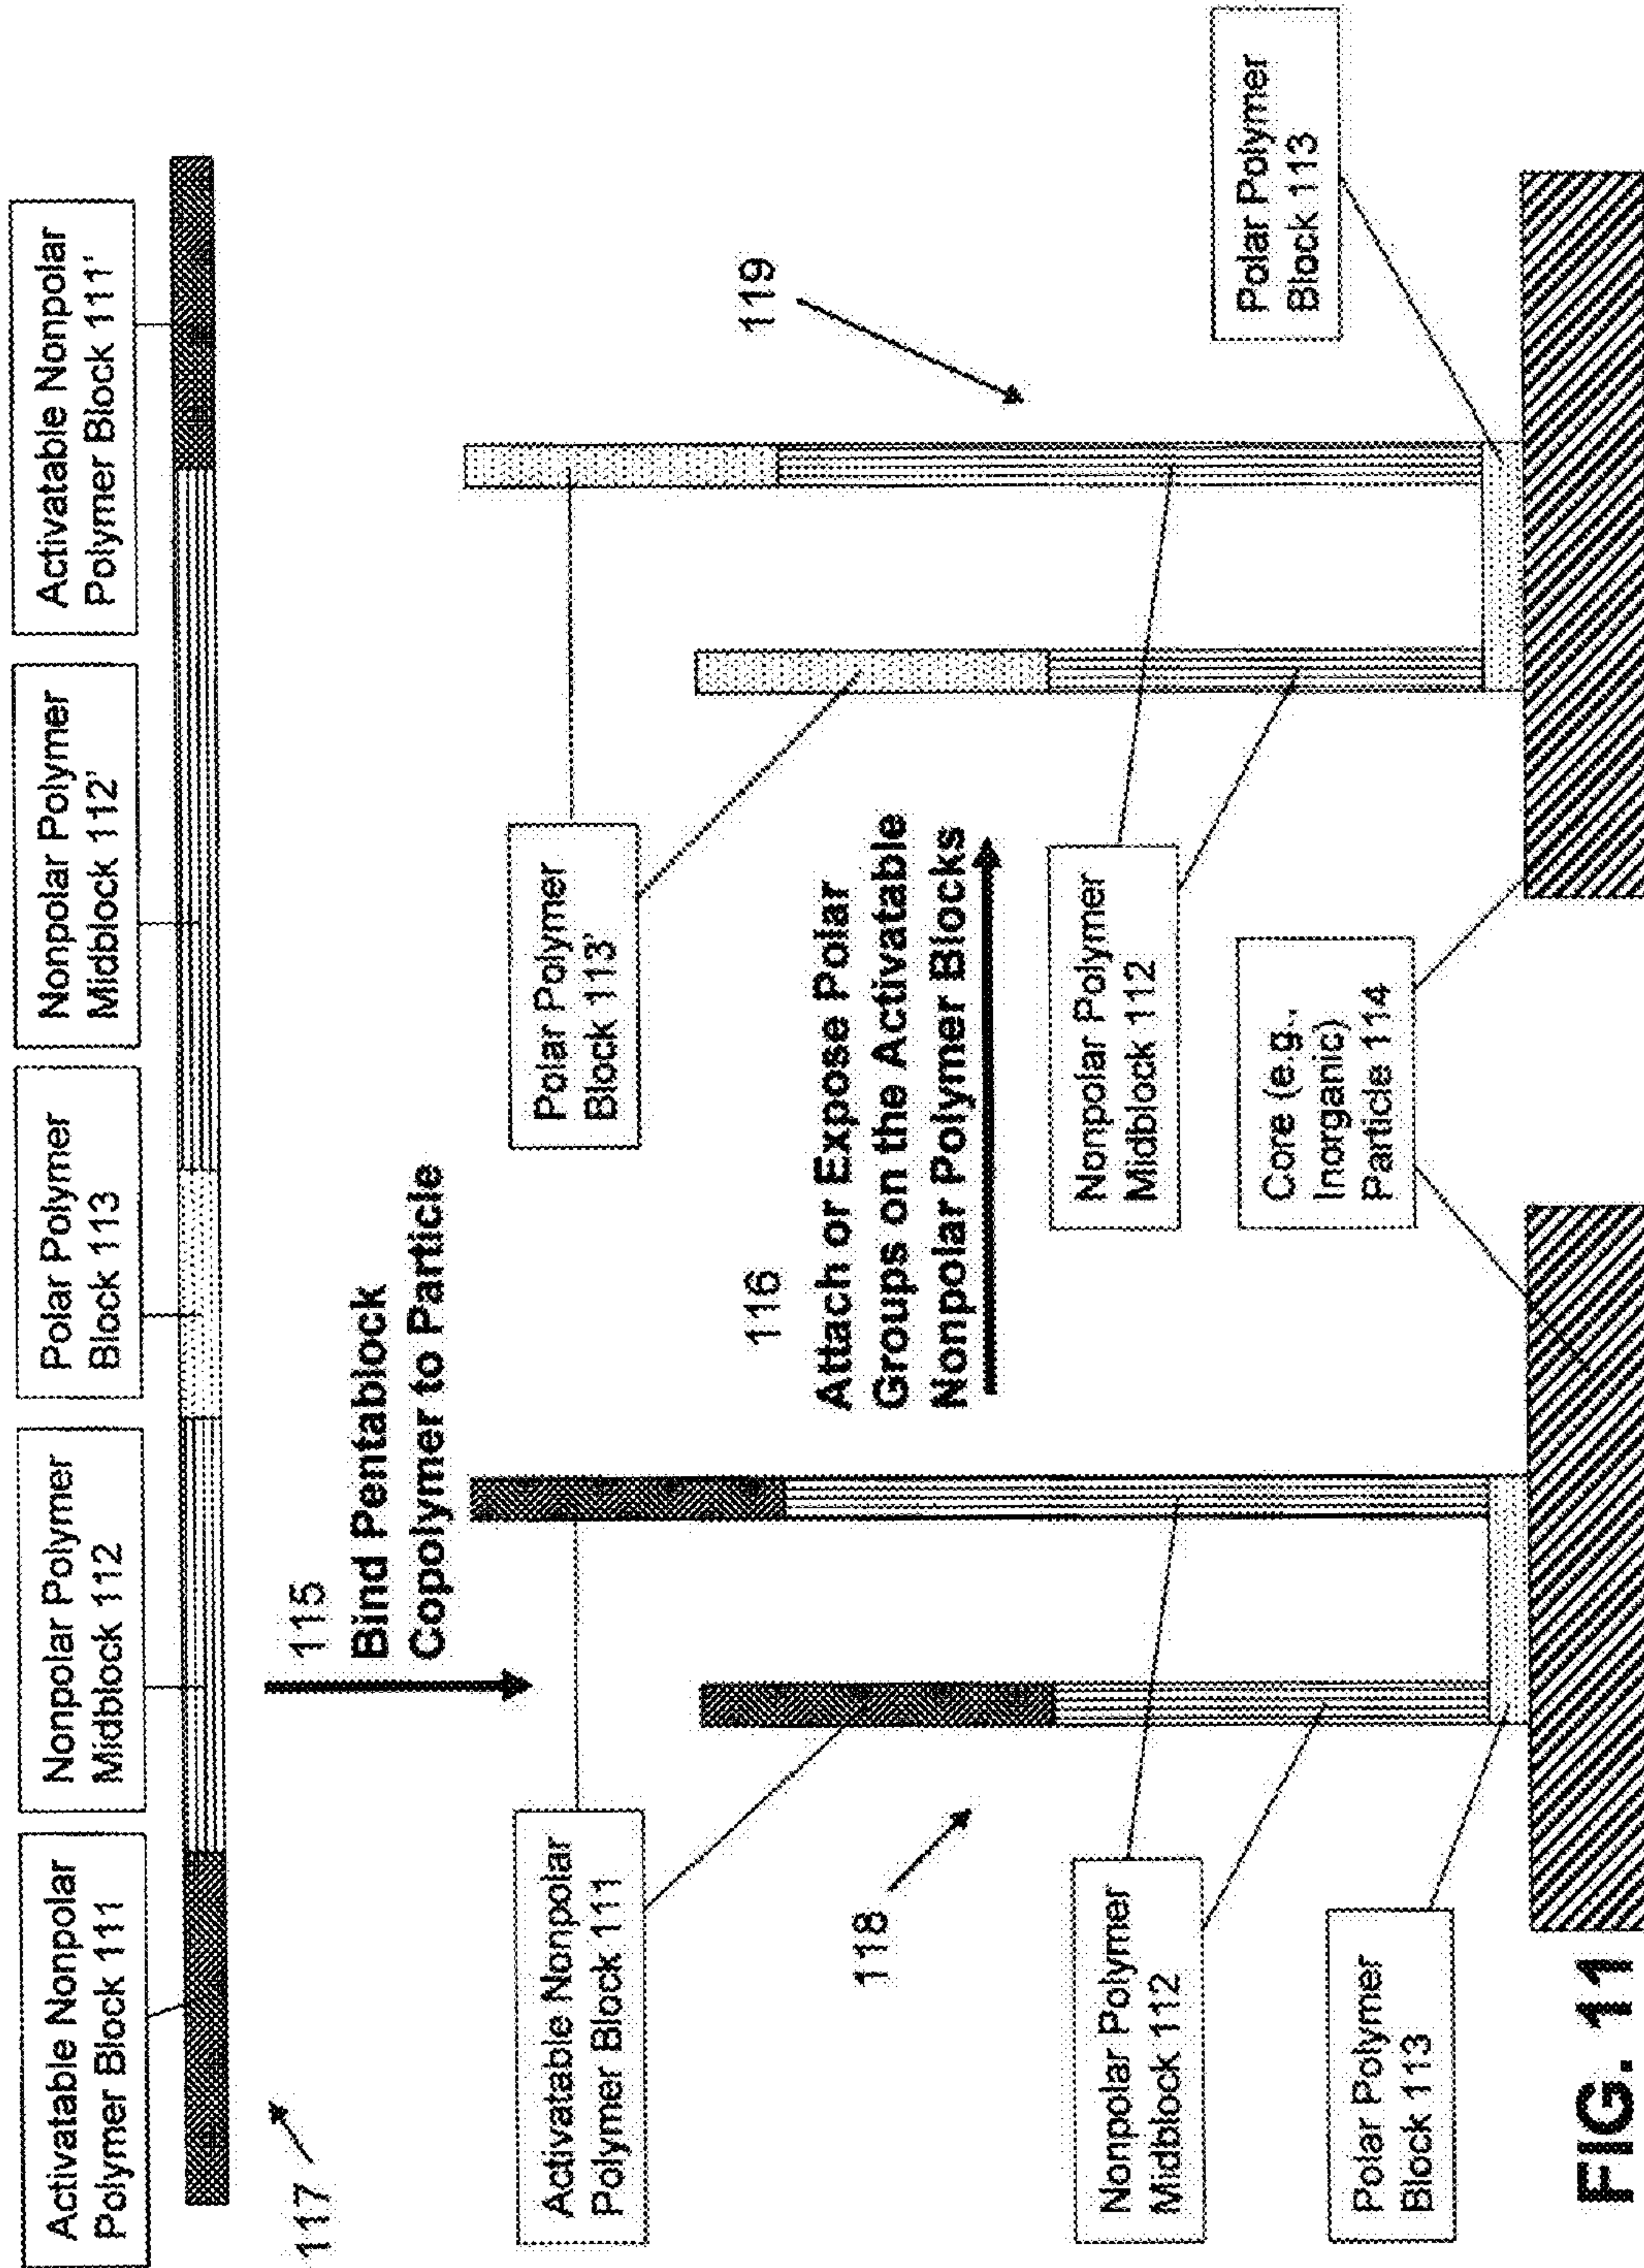 Activatable Nonpolar
Polymer Block 111
Nonpolar Polymer
Midblock 112
Polar Polymer
Block 113
Nonpolar Polymer
Midblock 112'
Activatable Nonpolar
Polymer Block 111'
117
115
Bind Pentablock
Copolymer to Particle
Activatable Nonpolar
Polymer Block 111
118
Nonpolar Polymer
Midblock 112
Polar Polymer
Block 113
116
Attach or Expose Polar
Groups on the Activatable
Nonpolar Polymer Blocks
Polar Polymer
Block 113'
119
Nonpolar Polymer
Midblock 112
Core (e.g.,
Inorganic)
Particle 114
Polar Polymer
Block 113
FIG. 11